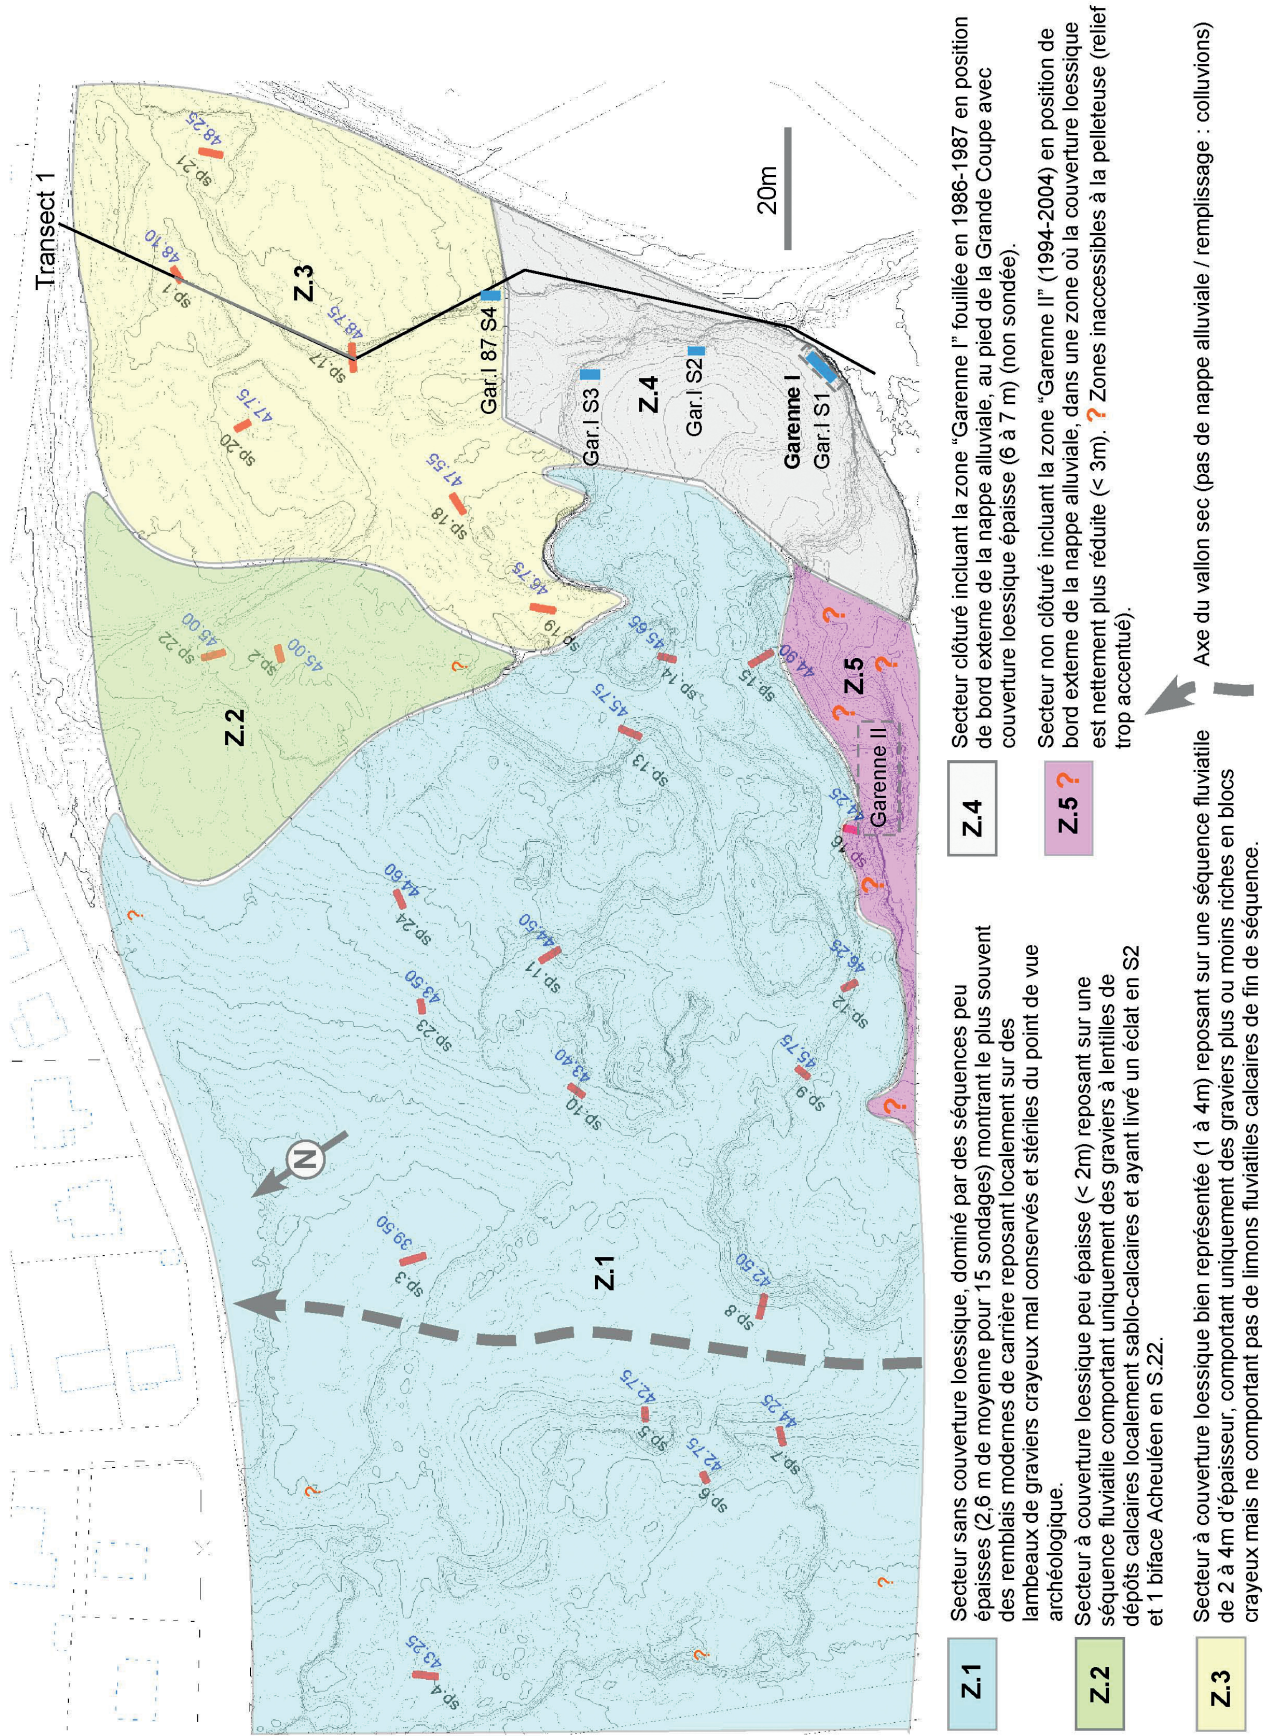 Transect 1
sp.21
48.25
sp.1
48.10
Z.3
sp.17
48.75
sp.20
47.75
sp.18
47.55
sp.19
46.75
Gar.I 87 S4
Gar.I S3
Gar.I S2
Z.4
Garenne I
Gar.I S1
20m
Z.2
sp.22
45.00
sp.2
45.00
?
sp.14
45.65
sp.15
44.90
sp.13
45.75
Z.5
?
?
?
?
?
Garenne II
sp.16
44.25
sp.24
44.60
sp.23
43.50
sp.11
44.50
sp.10
43.40
sp.12
46.25
sp.9
45.75
?
N
sp.3
39.50
Z.1
sp.8
42.50
sp.5
42.75
sp.6
42.75
sp.7
44.25
sp.4
43.25
?
?
?
Z.1
Secteur sans couverture loessique, dominé par des séquences peu
épaisses (2,6 m de moyenne pour 15 sondages) montrant le plus souvent
des remblais modernes de carrière reposant localement sur des
lambeaux de graviers crayeux mal conservés et stériles du point de vue
archéologique.
Z.2
Secteur à couverture loessique peu épaisse (< 2m) reposant sur une
séquence fluviatile comportant uniquement des graviers à lentilles de
dépôts calcaires localement sablo-calcaires et ayant livré un éclat en S2
et 1 biface Acheuléen en S.22.
Z.3
Secteur à couverture loessique bien représentée (1 à 4m) reposant sur une séquence fluviatile
de 2 à 4m d'épaisseur, comportant uniquement des graviers plus ou moins riches en blocs
crayeux mais ne comportant pas de limons fluviatiles calcaires de fin de séquence.
Z.4
Secteur clôturé incluant la zone "Garenne I" fouillée en 1986-1987 en position
de bord externe de la nappe alluviale, au pied de la Grande Coupe avec
couverture loessique épaisse (6 à 7 m) (non sondée).
Z.5 ?
Secteur non clôturé incluant la zone "Garenne II" (1994-2004) en position de
bord externe de la nappe alluviale, dans une zone où la couverture loessique
est nettement plus réduite (< 3m). ? Zones inaccessibles à la pelleteuse (relief
trop accentué).
Axe du vallon sec (pas de nappe alluviale / remplissage : colluvions)